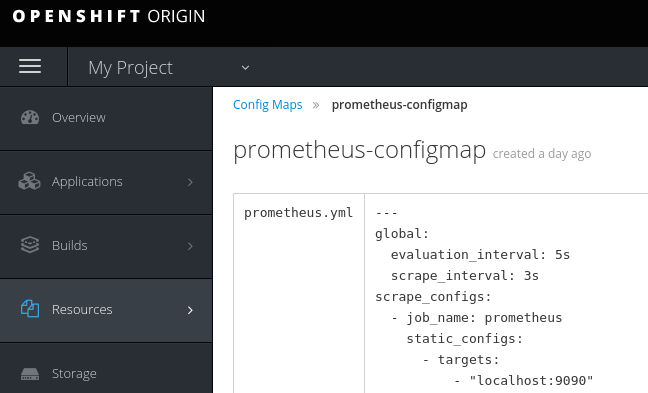 OPENSHIFT ORIGIN
My Project
Overview
Applications
Builds
Resources
Storage
Config Maps » prometheus-configmap
prometheus-configmap created a day ago
prometheus.yml
---
global:
  evaluation_interval: 5s
  scrape_interval: 3s
scrape_configs:
  - job_name: prometheus
    static_configs:
      - targets:
          - "localhost:9090"